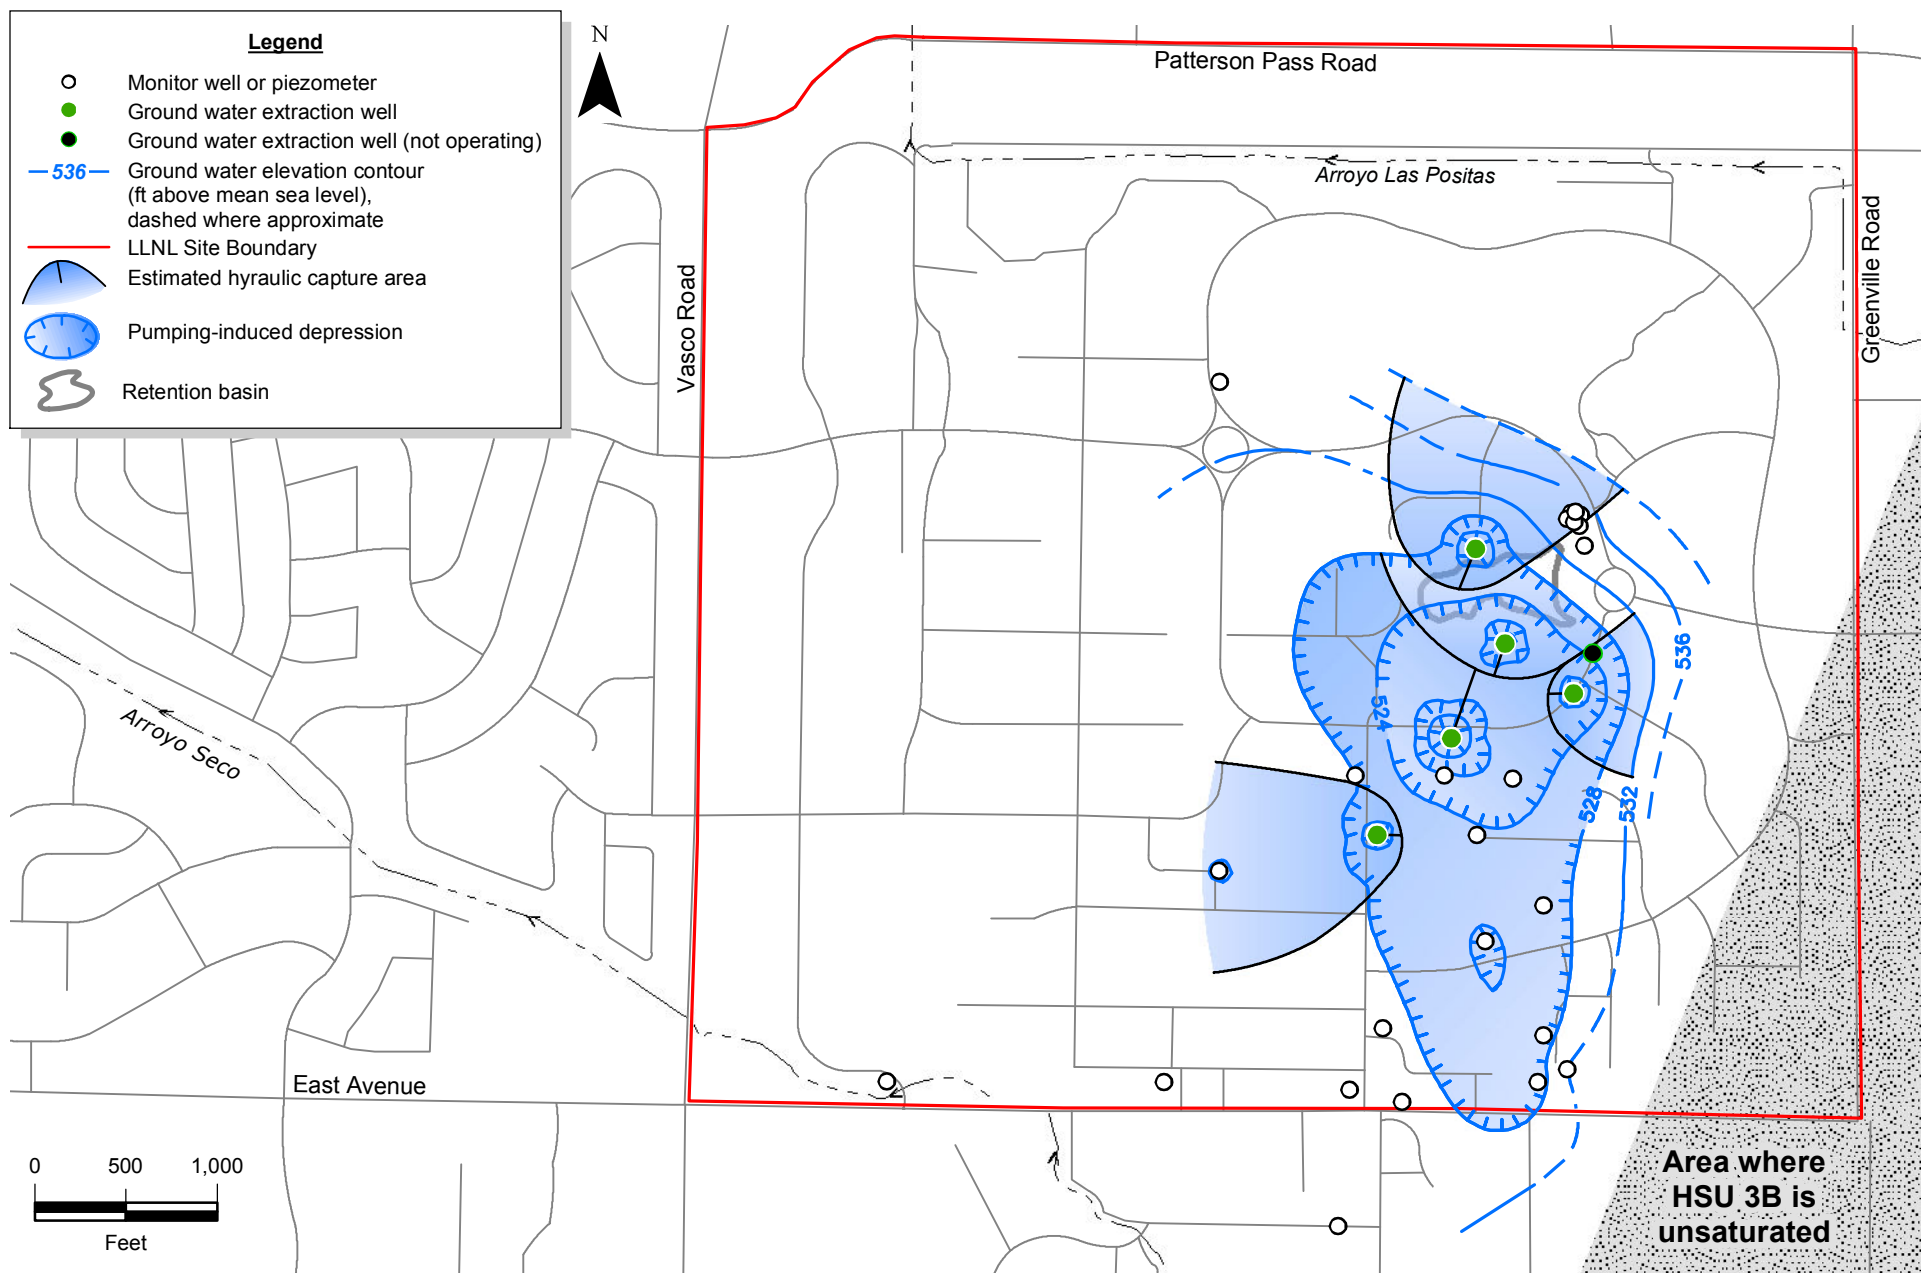 Legend
Monitor well or piezometer
Ground water extraction well
Ground water extraction well (not operating)
536
Ground water elevation contour
(ft above mean sea level),
dashed where approximate
LLNL Site Boundary
Estimated hyraulic capture area
Pumping-induced depression
Retention basin
N
Patterson Pass Road
Arroyo Las Positas
Greenville Road
Vasco Road
Arroyo Seco
536
524
528
532
East Avenue
0 500 1,000
Feet
Area where
HSU 3B is
unsaturated